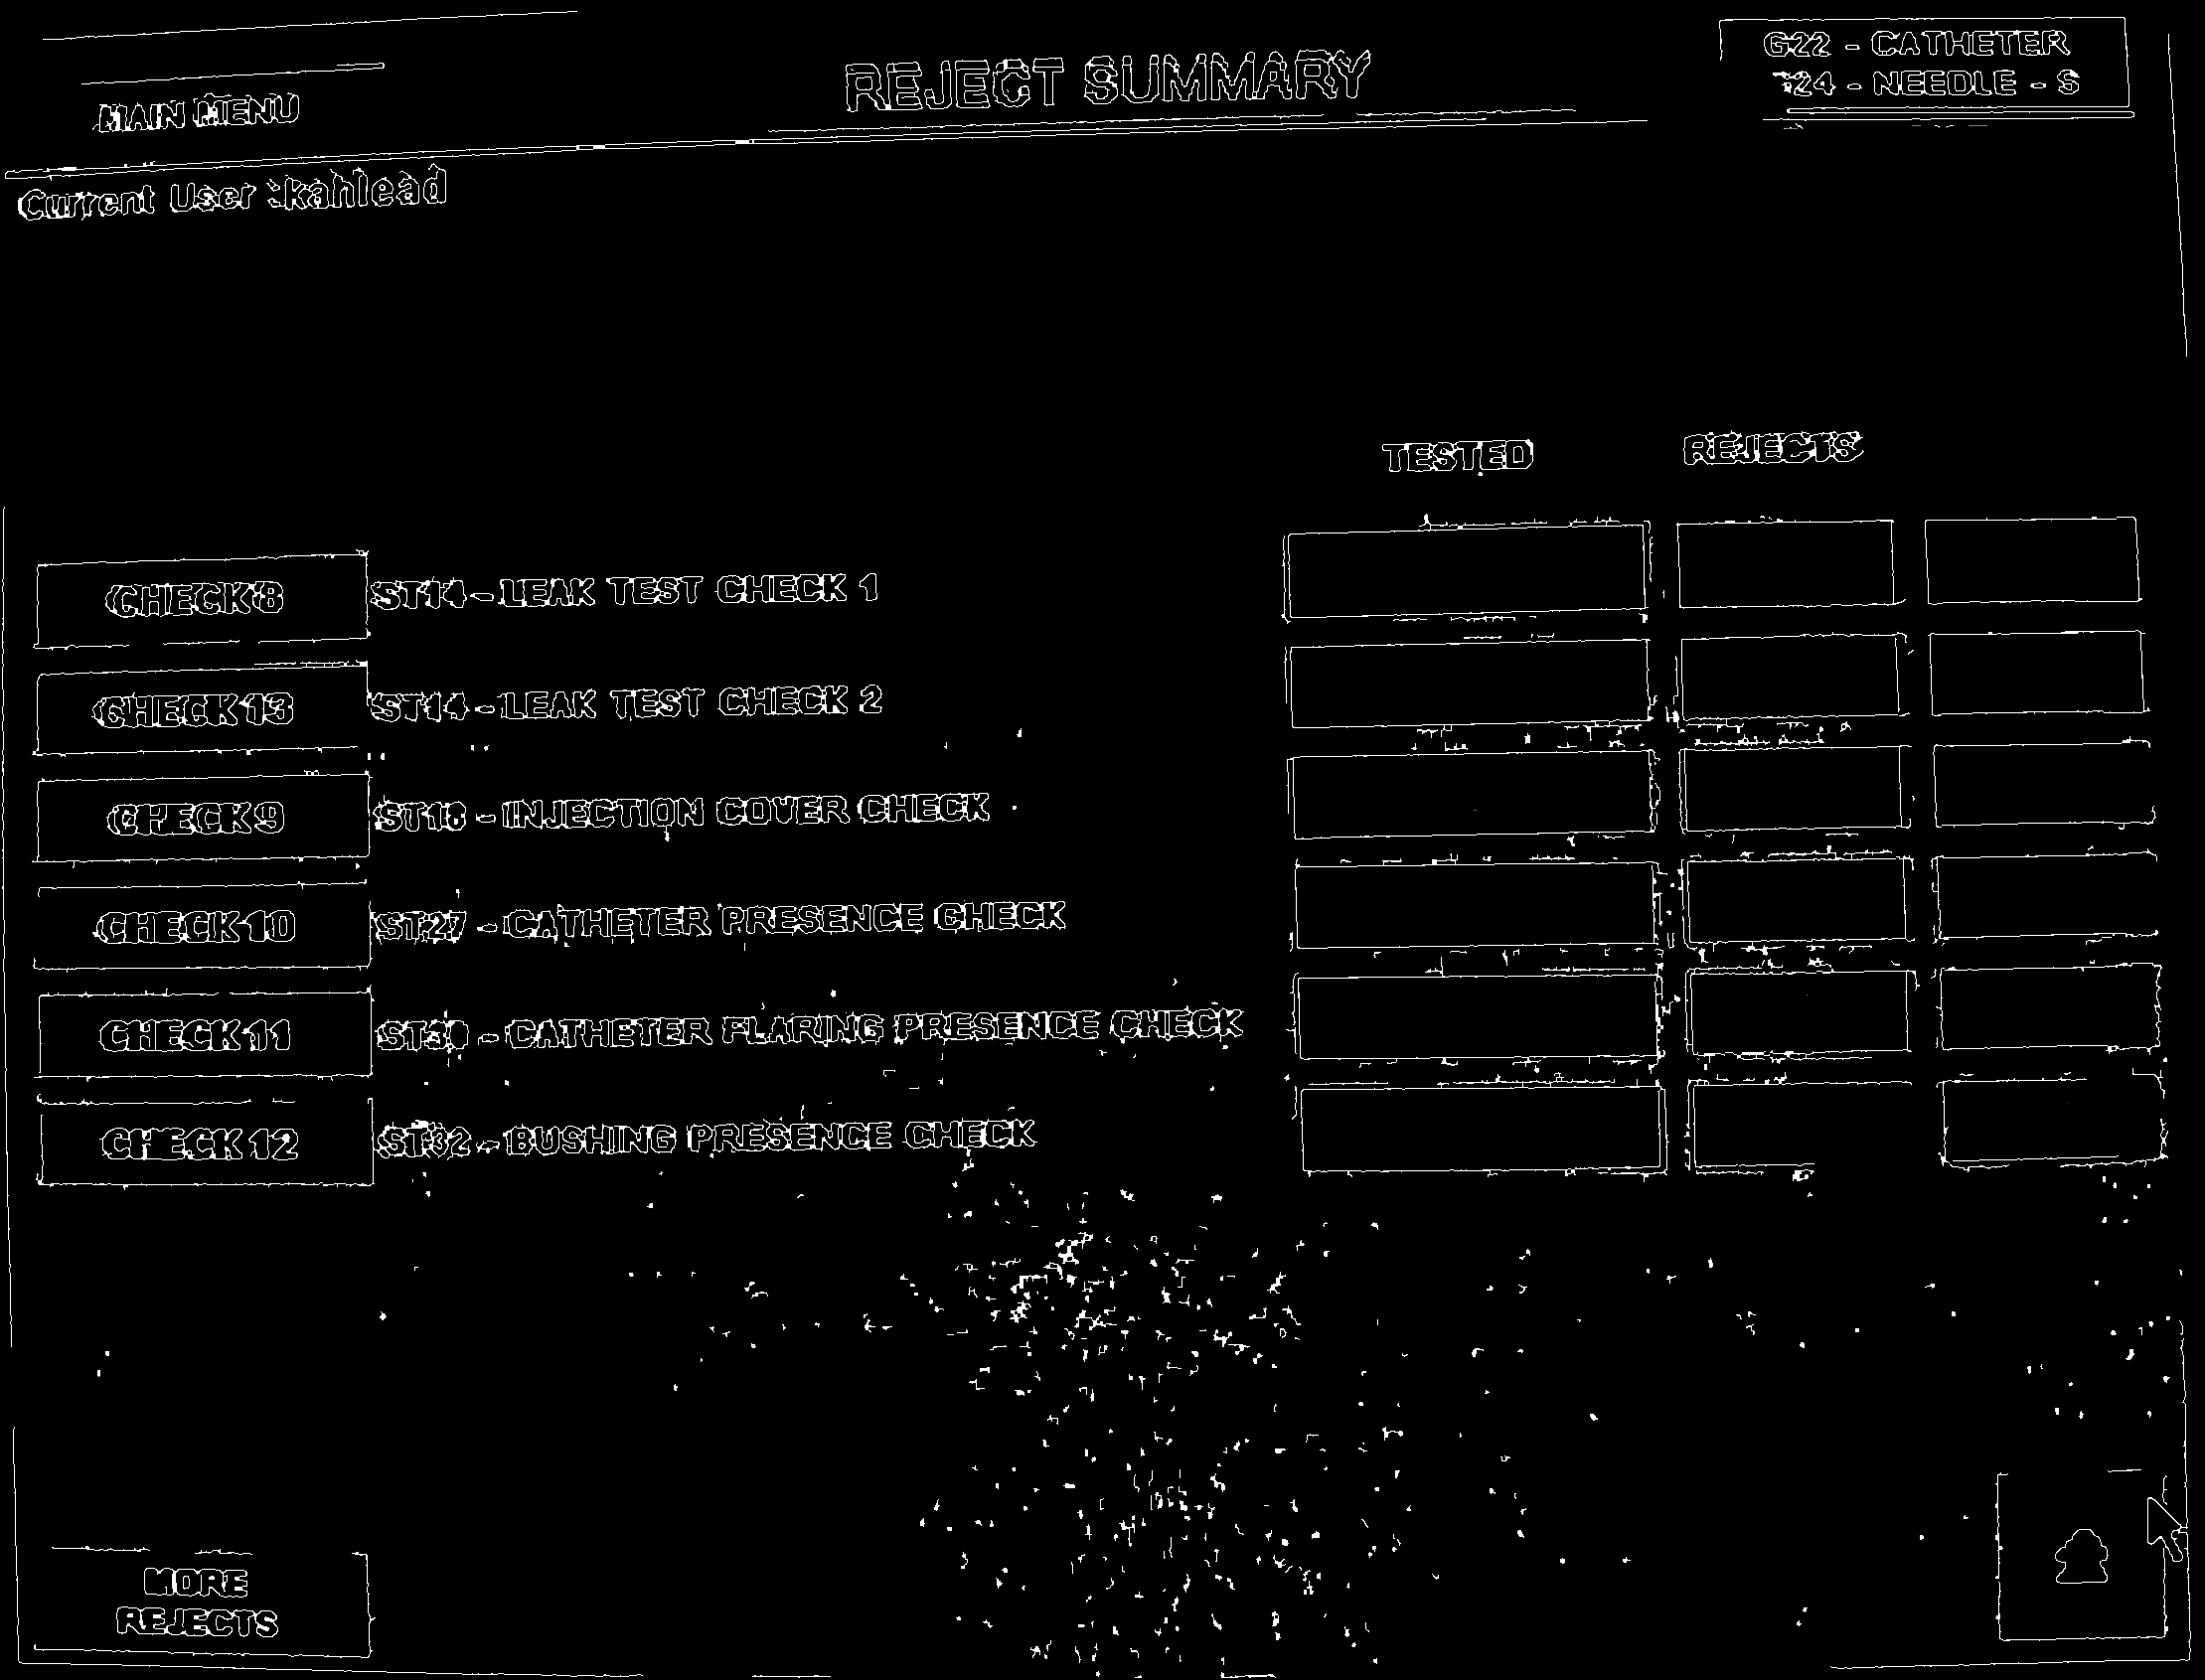 G22 - CATHETER
REJECT SUMMARY
MAIN MENU
24 - NEEDLE - S
Current User :kahlead
TESTED REJECTS
CHECK 8 ST14 - LEAK TEST CHECK 1
CHECK 13 ST14 - LEAK TEST CHECK 2
CHECK 9 ST18 - INJECTION COVER CHECK
CHECK 10 ST27 - CATHETER PRESENCE CHECK
CHECK 11 ST30 - CATHETER FLARING PRESENCE CHECK
CHECK 12 ST32 - BUSHING PRESENCE CHECK
MORE
REJECTS